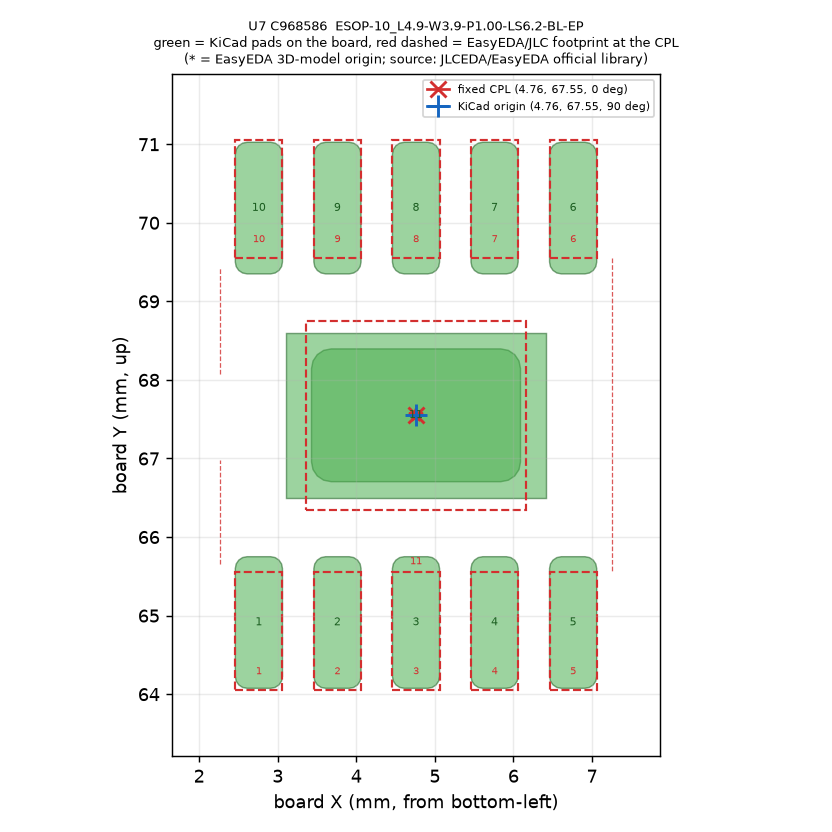 U7 C968586  ESOP-10_L4.9-W3.9-P1.00-LS6.2-BL-EP
green = KiCad pads on the board, red dashed = EasyEDA/JLC footprint at the CPL
(* = EasyEDA 3D-model origin; source: JLCEDA/EasyEDA official library)
fixed CPL (4.76, 67.55, 0 deg)
KiCad origin (4.76, 67.55, 90 deg)
71
10 9 8 7 6
70
10 9 8 7 6
69
68
67
66
11
65
1 2 3 4 5
1 2 3 4 5
64
2 3 4 5 6 7
board X (mm, from bottom-left)
board Y (mm, up)